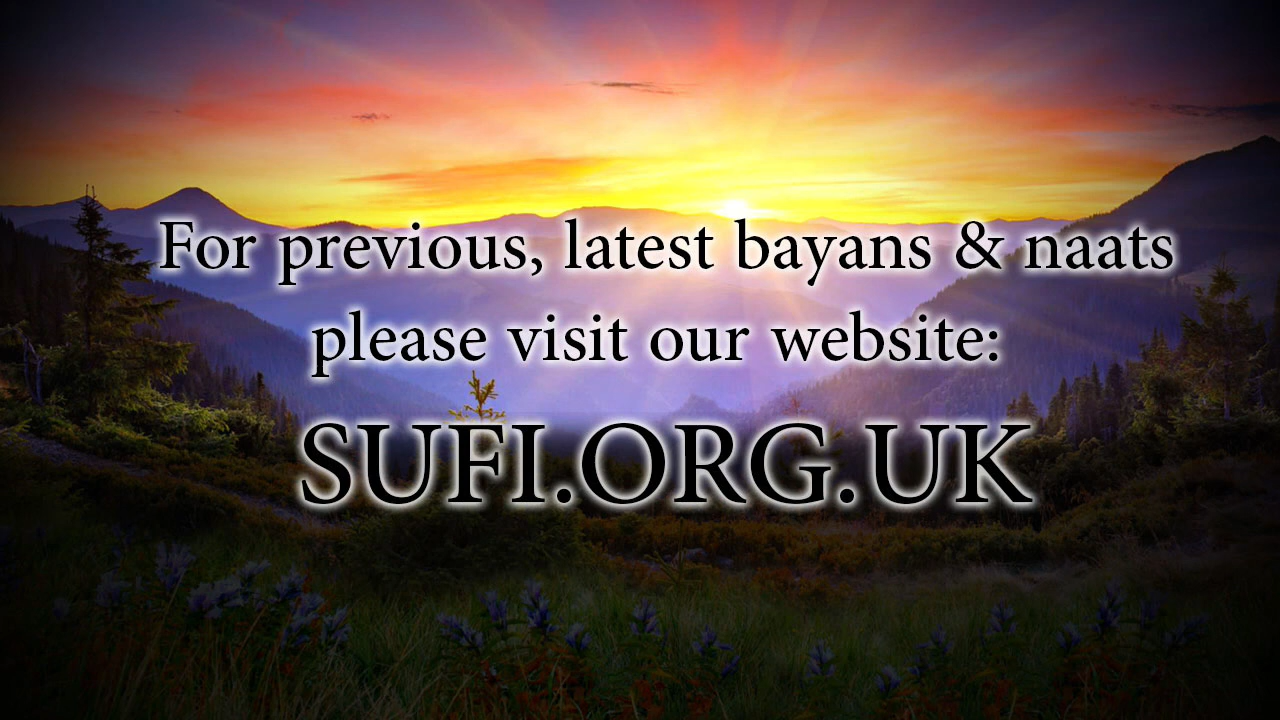 For previous, latest bayans & naats
please visit our website:
SUFI.ORG.UK